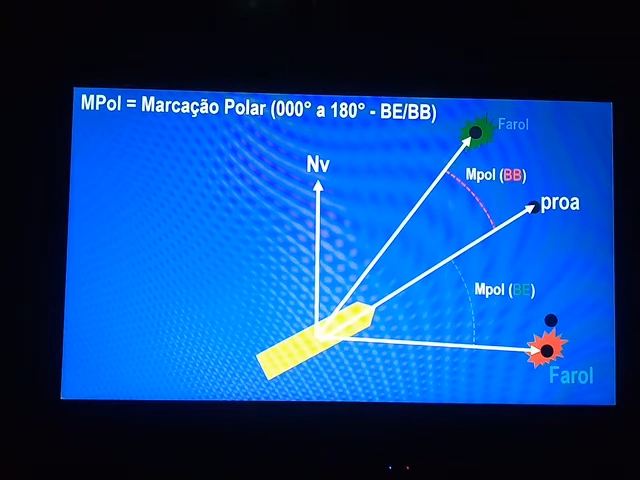 MPol = Marcação Polar (000° a 180° - BE/BB)
Farol
Nv
Mpol (BB)
proa
Mpol (BE)
Farol